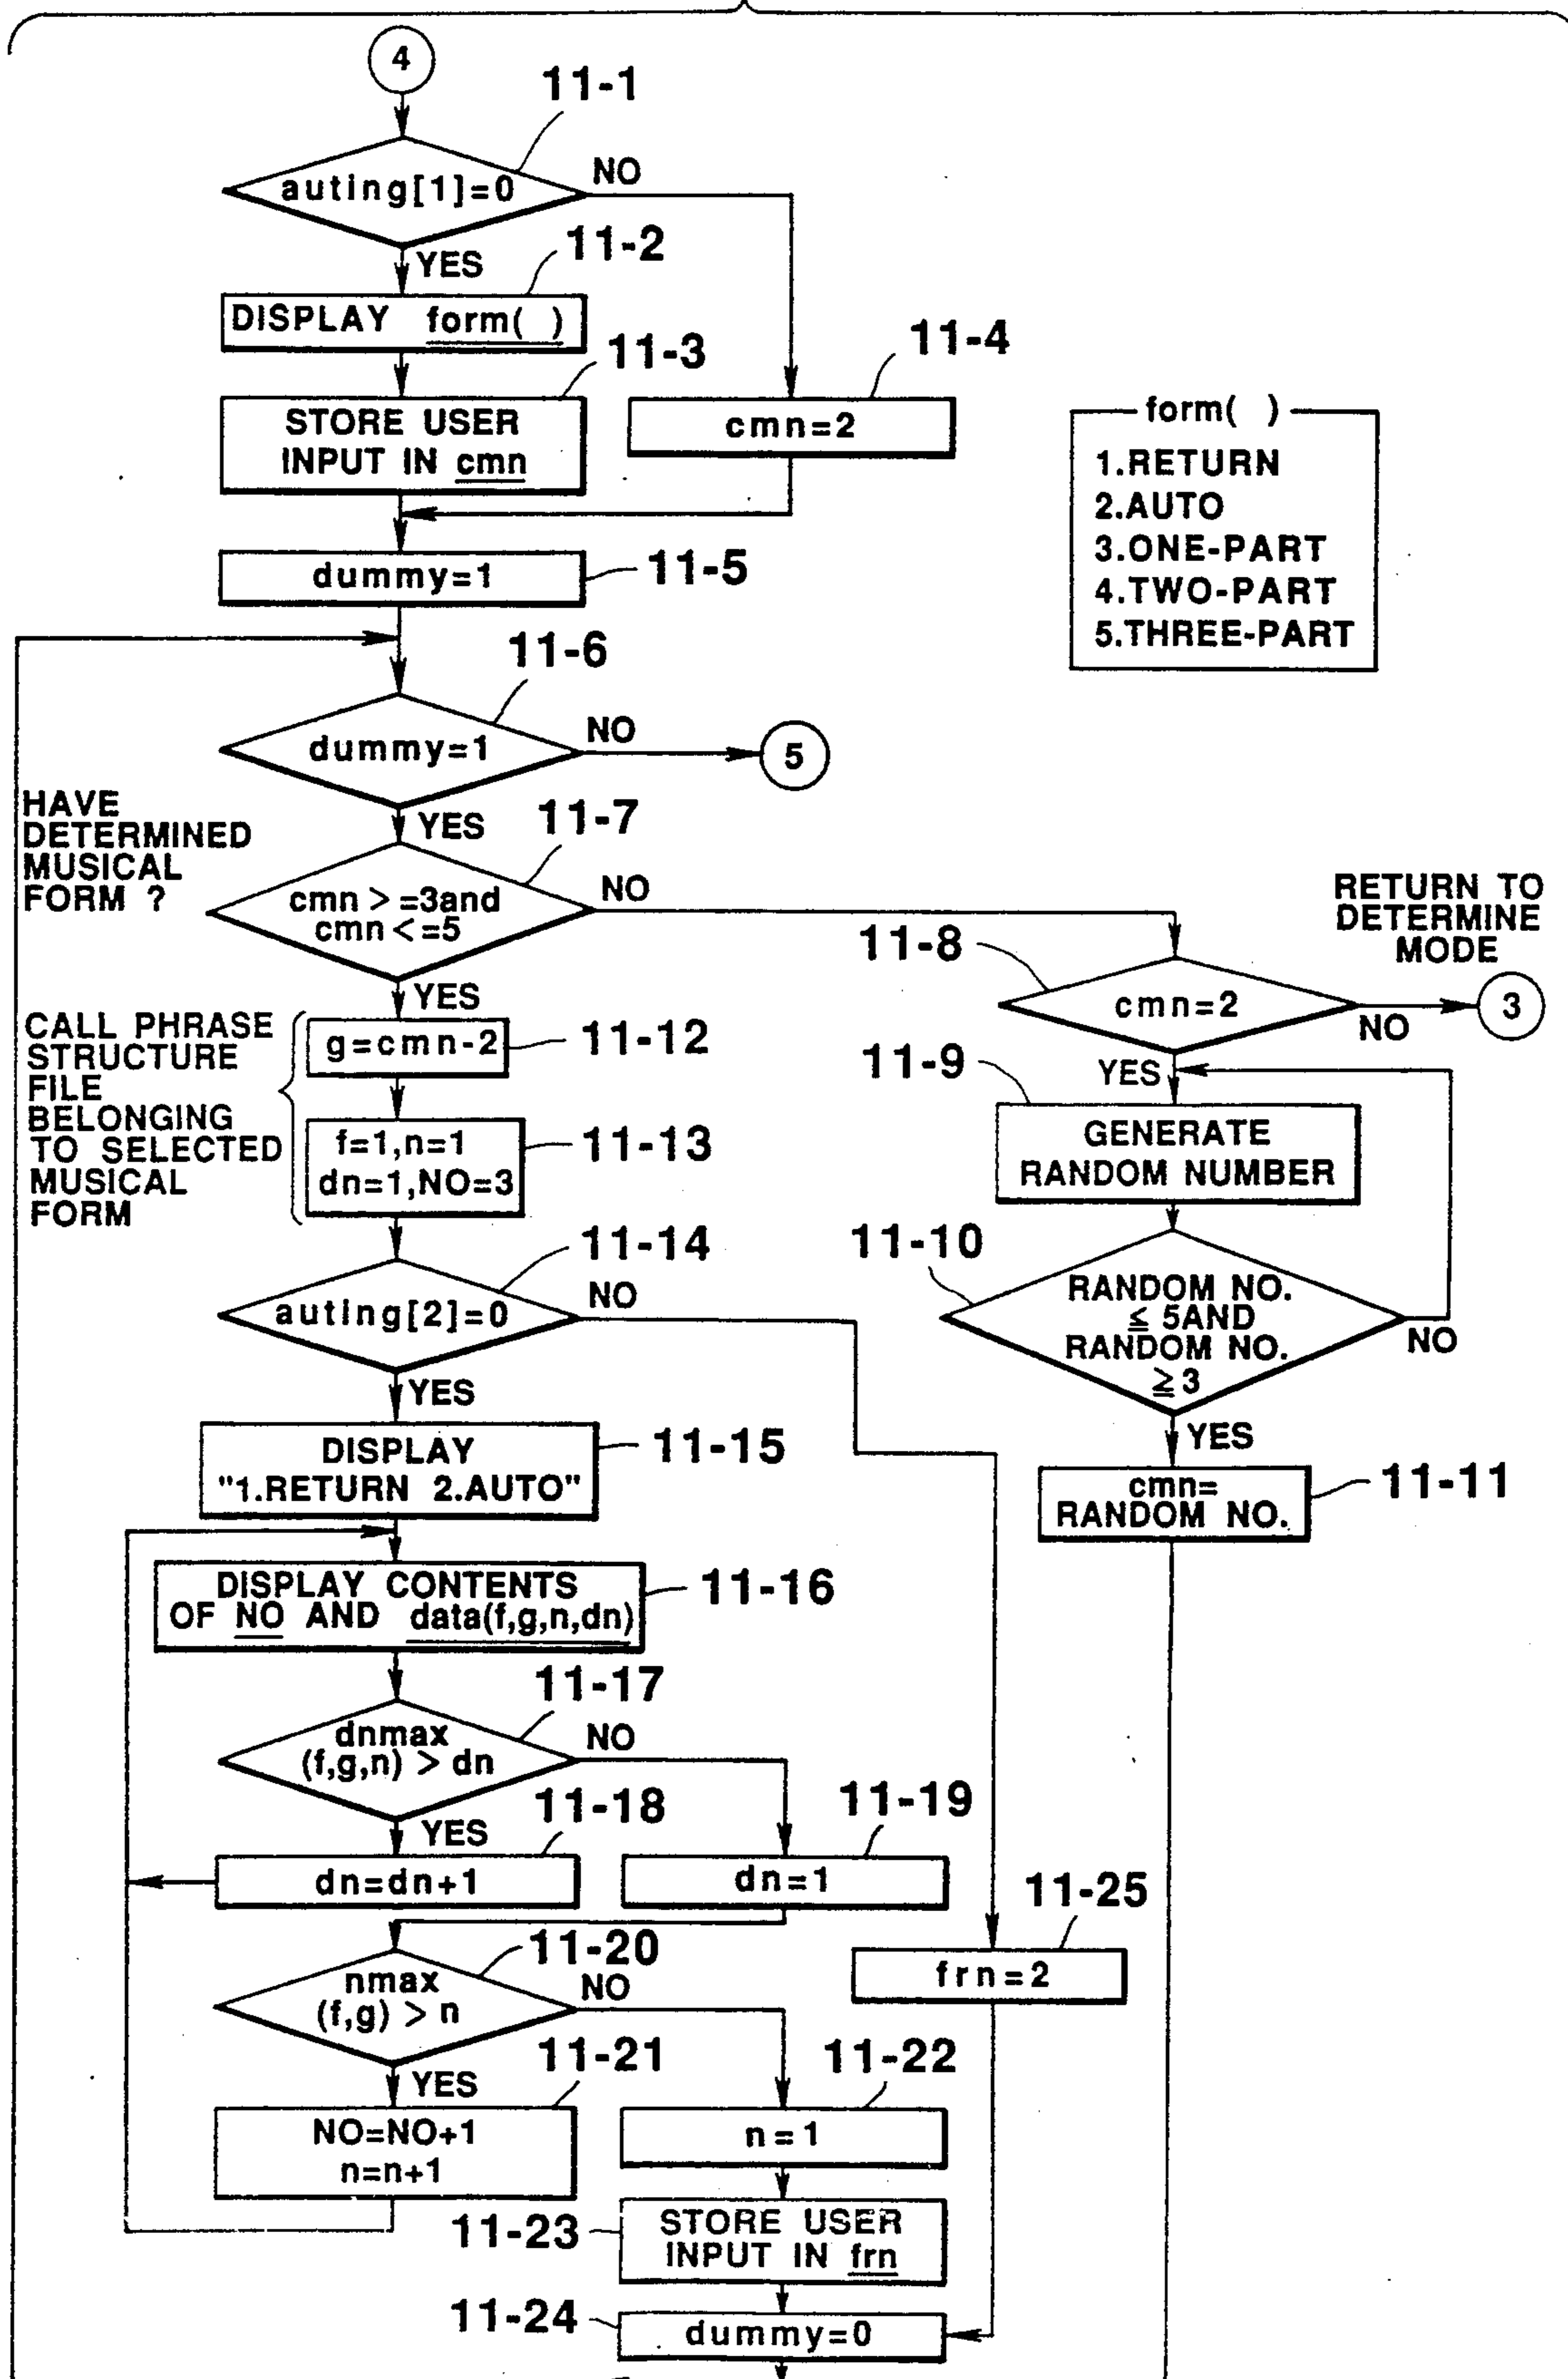 4
11-1
auting[1]=0
NO
YES
11-2
DISPLAY form( )
11-3
STORE USER
INPUT IN cmn
11-4
cmn=2
form( )
1.RETURN
2.AUTO
3.ONE-PART
4.TWO-PART
5.THREE-PART
dummy=1
11-5
11-6
dummy=1
NO
5
YES
HAVE
DETERMINED
MUSICAL
FORM ?
11-7
cmn >=3and
cmn <=5
NO
YES
11-8
cmn=2
NO
RETURN TO
DETERMINE
MODE
3
YES
11-9
GENERATE
RANDOM NUMBER
11-10
RANDOM NO.
≦ 5AND
RANDOM NO.
≧ 3
NO
YES
cmn=
RANDOM NO.
11-11
CALL PHRASE
STRUCTURE
FILE
BELONGING
TO SELECTED
MUSICAL
FORM
g=cmn-2
11-12
f=1,n=1
dn=1,NO=3
11-13
11-14
auting[2]=0
NO
YES
DISPLAY
"1.RETURN 2.AUTO"
11-15
DISPLAY CONTENTS
OF NO AND data(f,g,n,dn)
11-16
11-17
dnmax
(f,g,n) > dn
NO
YES
11-18
dn=dn+1
11-19
dn=1
11-20
nmax
(f,g) > n
NO
YES
11-25
frn=2
11-21
NO=NO+1
n=n+1
11-22
n=1
11-23
STORE USER
INPUT IN frn
11-24
dummy=0